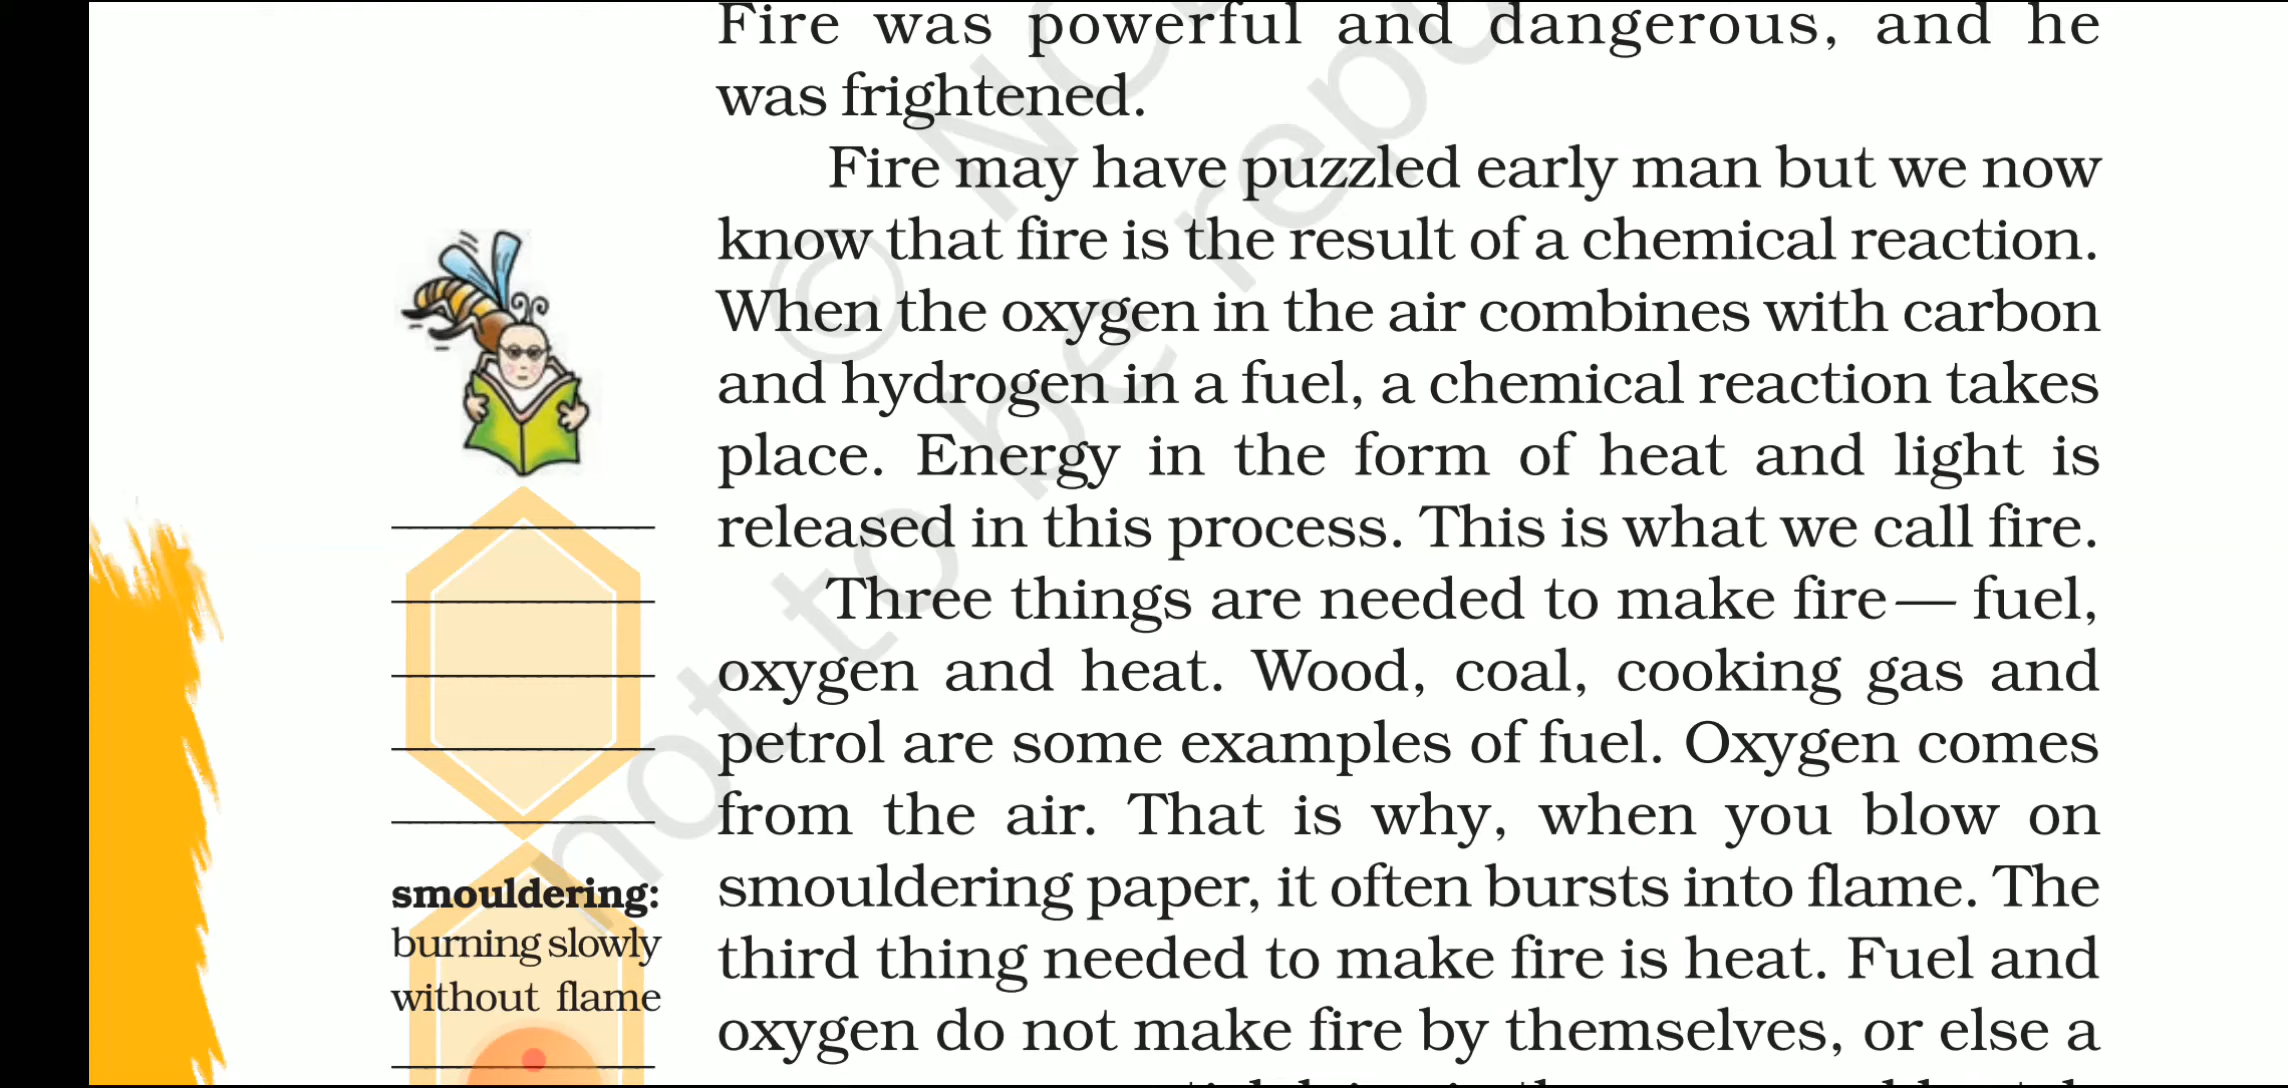 Fire was powerful and dangerous, and he
was frightened.
Fire may have puzzled early man but we now
know that fire is the result of a chemical reaction.
When the oxygen in the air combines with carbon
and hydrogen in a fuel, a chemical reaction takes
place. Energy in the form of heat and light is
released in this process. This is what we call fire.
Three things are needed to make fire— fuel,
oxygen and heat. Wood, coal, cooking gas and
petrol are some examples of fuel. Oxygen comes
from the air. That is why, when you blow on
smouldering paper, it often bursts into flame. The
third thing needed to make fire is heat. Fuel and
oxygen do not make fire by themselves, or else a
smouldering:
burning slowly
without flame
not to be